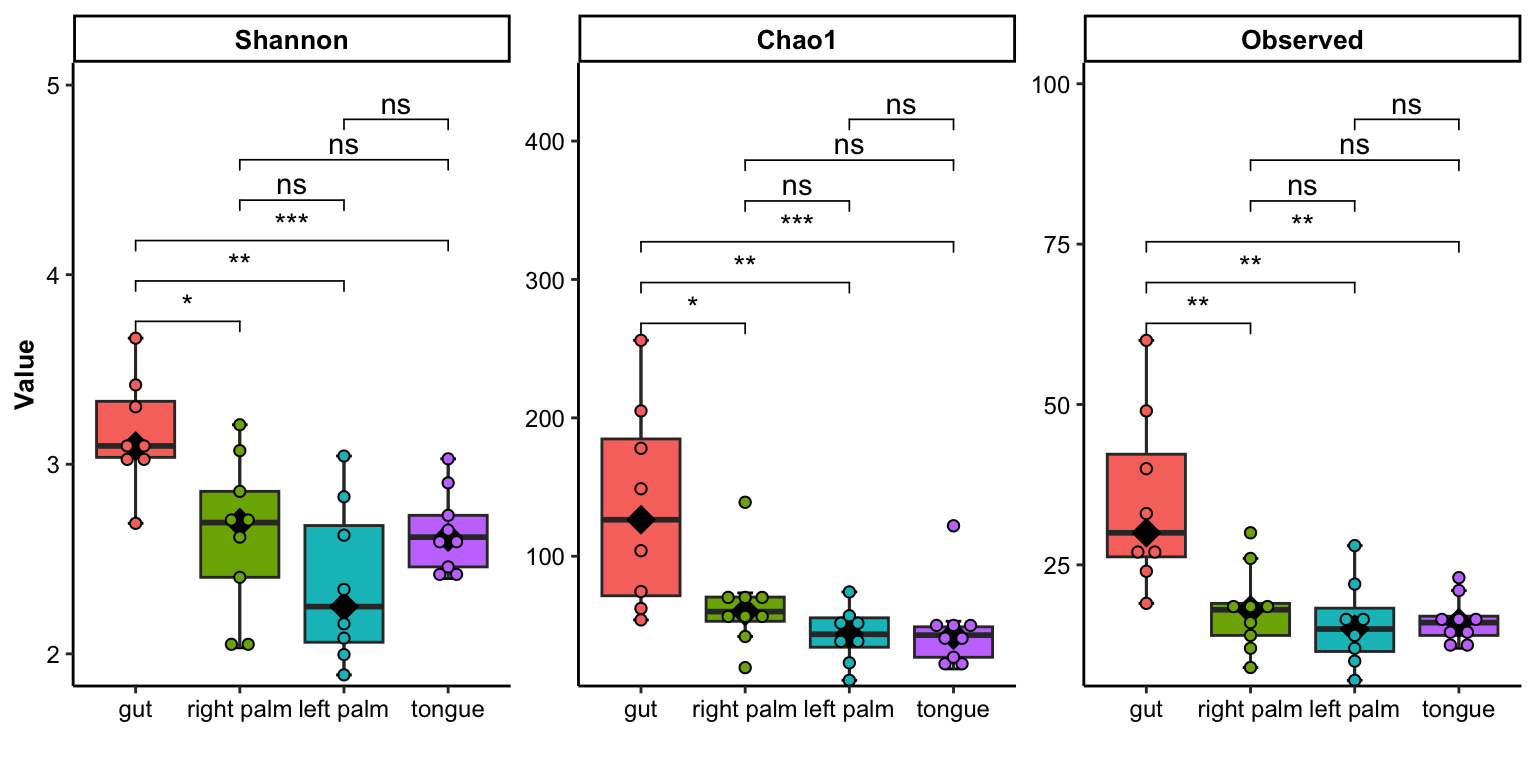 Shannon
Chao1
Observed
Value
5
4
3
2
ns
ns
ns
***
**
*
gut
right palm
left palm
tongue
400
300
200
100
ns
ns
ns
***
**
*
gut
right palm
left palm
tongue
100
75
50
25
ns
ns
ns
**
**
**
gut
right palm
left palm
tongue